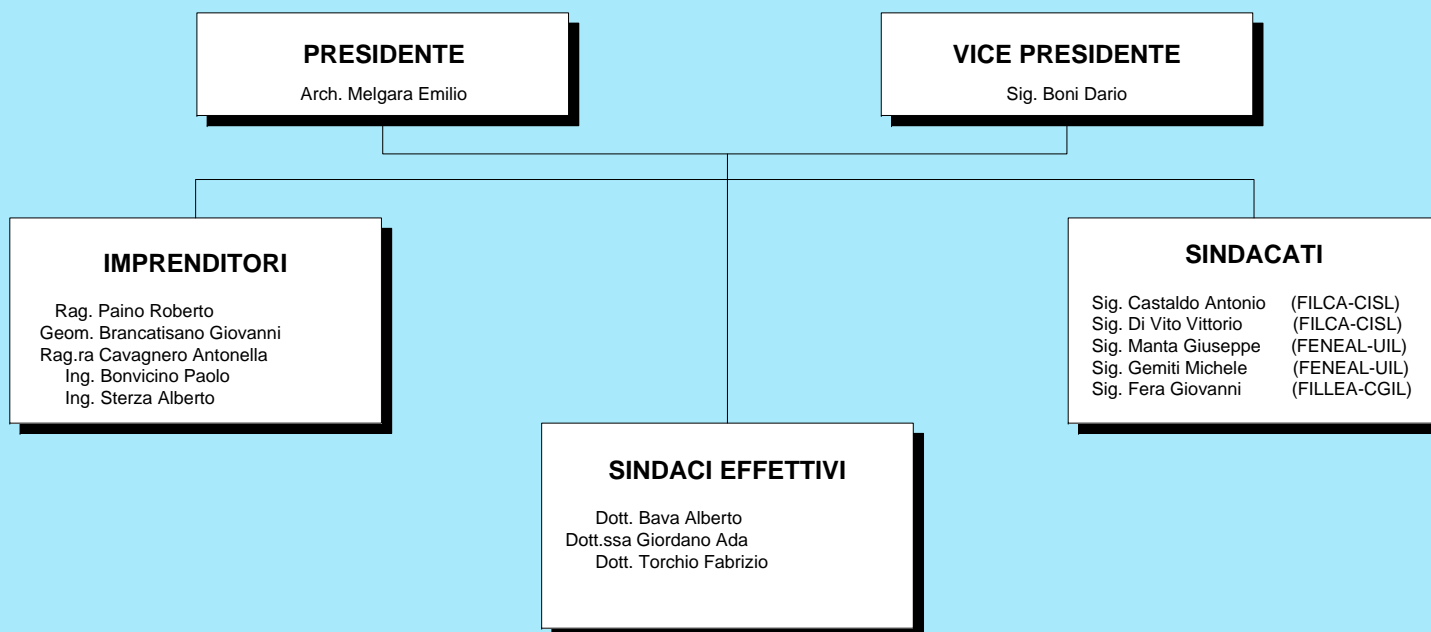 PRESIDENTE
Arch. Melgara Emilio
VICE PRESIDENTE
Sig. Boni Dario
IMPRENDITORI
Rag. Paino Roberto
Geom. Brancatisano Giovanni
Rag.ra Cavagnero Antonella
Ing. Bonvicino Paolo
Ing. Sterza Alberto
SINDACATI
Sig. Castaldo Antonio (FILCA-CISL)
Sig. Di Vito Vittorio (FILCA-CISL)
Sig. Manta Giuseppe (FENEAL-UIL)
Sig. Gemiti Michele (FENEAL-UIL)
Sig. Fera Giovanni (FILLEA-CGIL)
SINDACI EFFETTIVI
Dott. Bava Alberto
Dott.ssa Giordano Ada
Dott. Torchio Fabrizio